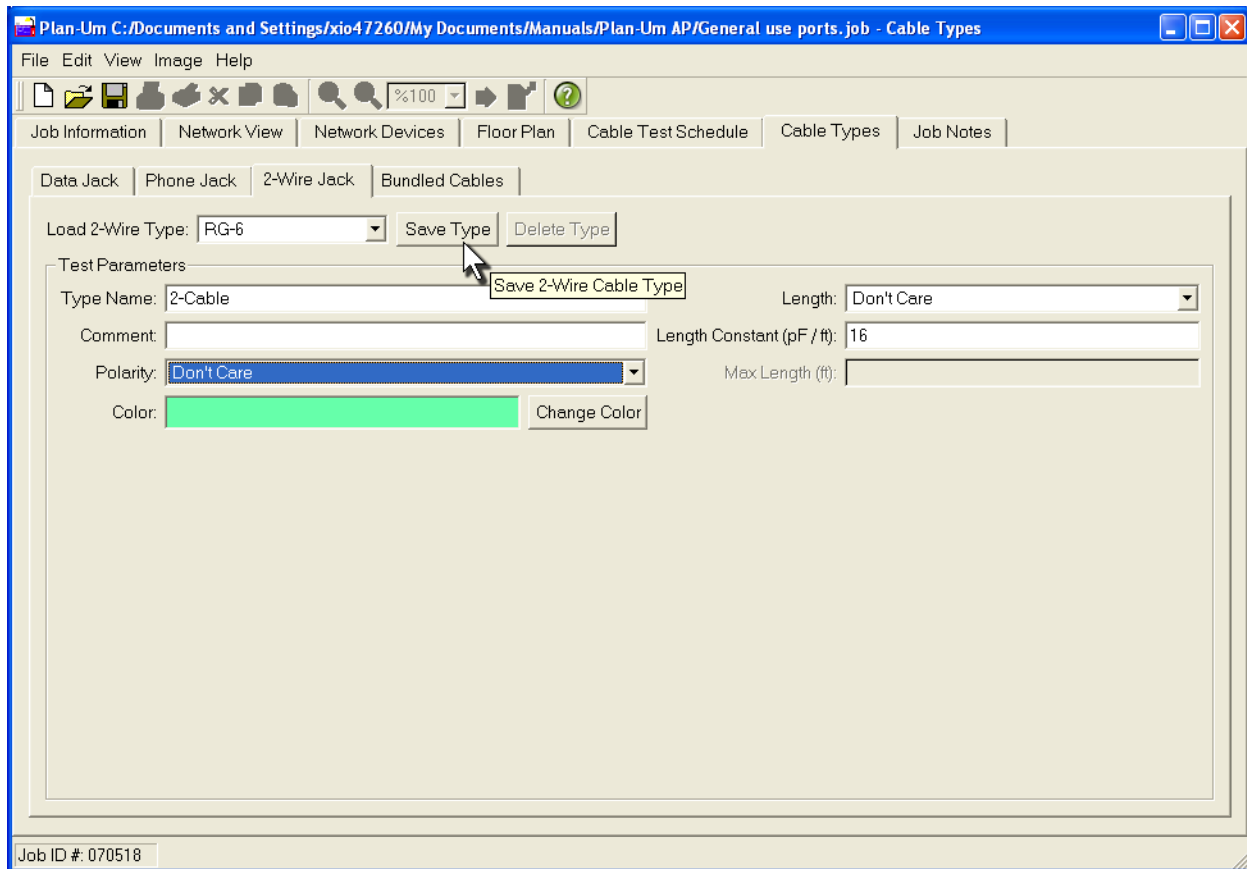 Plan-Um C:/Documents and Settings/xio47260/My Documents/Manuals/Plan-Um AP/General use ports.job - Cable Types
File Edit View Image Help
%100
Job Information Network View Network Devices Floor Plan Cable Test Schedule Cable Types Job Notes
Data Jack Phone Jack 2-Wire Jack Bundled Cables
Load 2-Wire Type: RG-6 Save Type Delete Type
Test Parameters
Save 2-Wire Cable Type
Type Name: 2-Cable Length: Don't Care
Comment: Length Constant (pF / ft): 16
Polarity: Don't Care Max Length (ft):
Color: Change Color
Job ID #: 070518